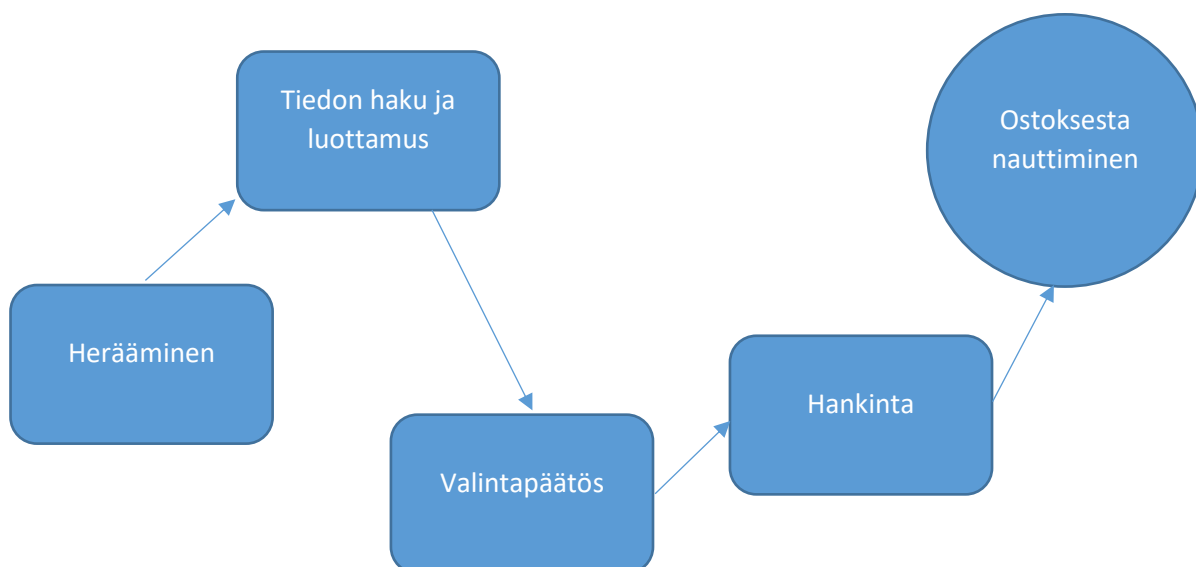 Herääminen
Tiedon haku ja
luottamus
Valintapäätös
Hankinta
Ostoksesta
nauttiminen